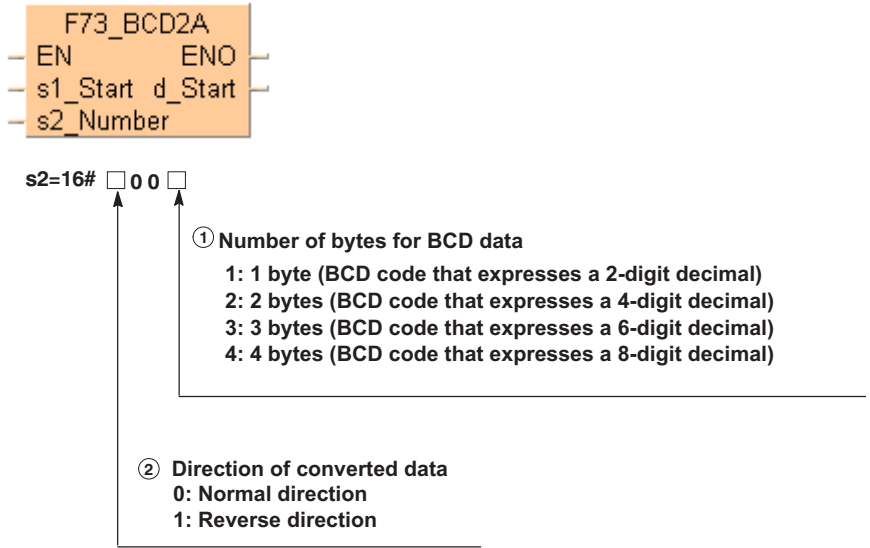 F73_BCD2A
EN ENO
s1_Start d_Start
s2_Number
s2=16# □ 0 0 □
① Number of bytes for BCD data
1: 1 byte (BCD code that expresses a 2-digit decimal)
2: 2 bytes (BCD code that expresses a 4-digit decimal)
3: 3 bytes (BCD code that expresses a 6-digit decimal)
4: 4 bytes (BCD code that expresses a 8-digit decimal)
② Direction of converted data
0: Normal direction
1: Reverse direction